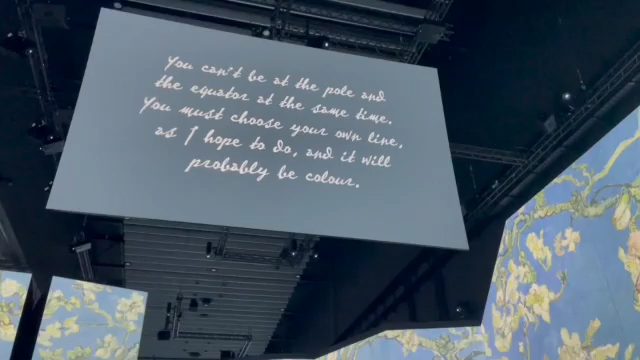 You can't be at the pole and
the equator at the same time.
You must choose your own line,
as I hope to do, and it will
probably be colour.